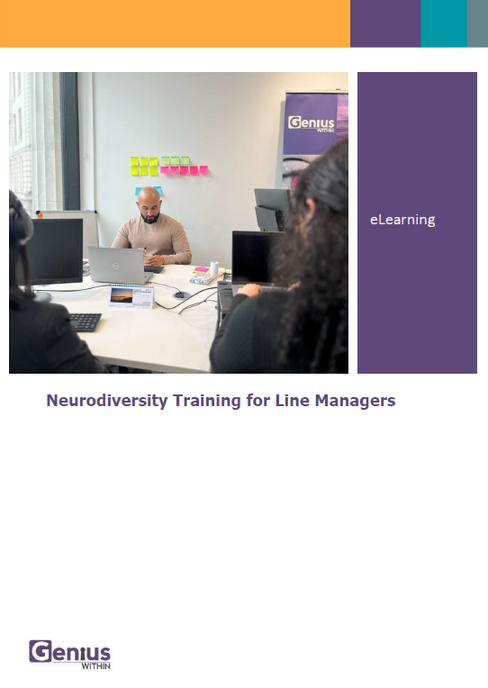 Genius
WITHIN
eLearning
Neurodiversity Training for Line Managers
Genius
WITHIN